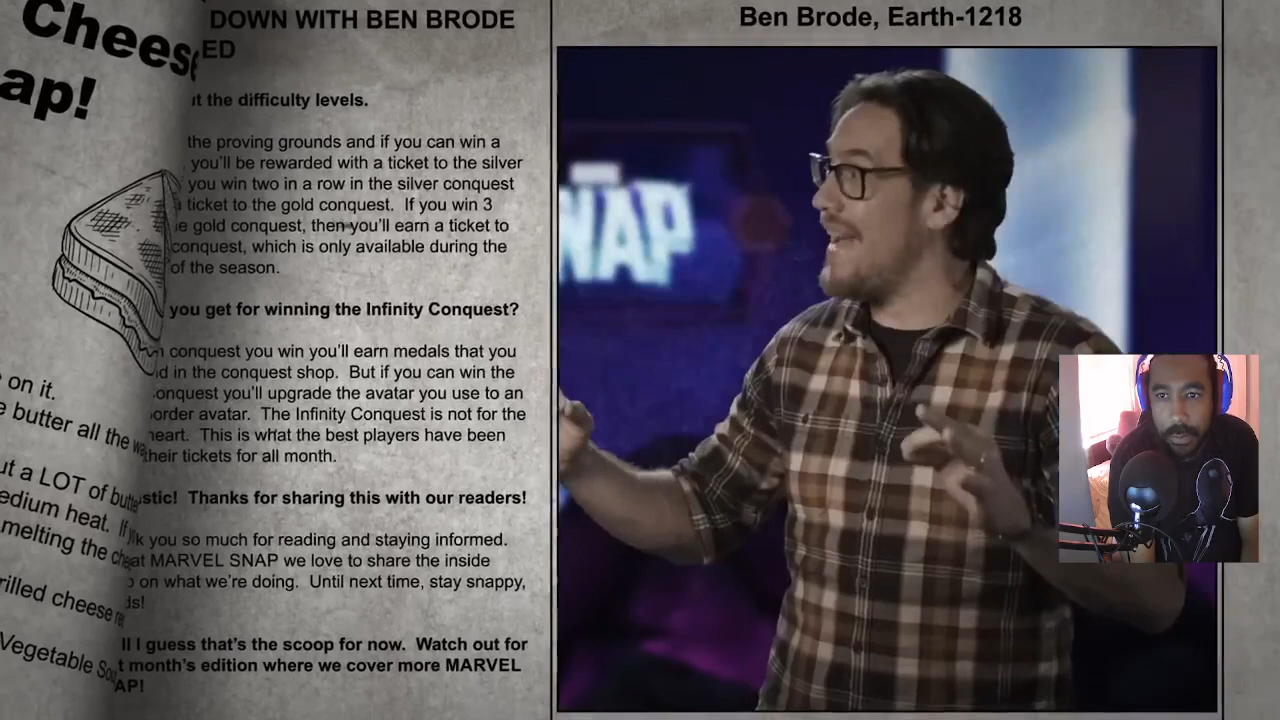 Cheese
ap!
on it.
butter all the
ut a LOT of butter
edium heat. If
melting the
rilled cheese
Vegetable
DOWN WITH BEN BRODE
ED
the difficulty levels.
the proving grounds and if you can win a
you'll be rewarded with a ticket to the silver
you win two in a row in the silver conquest
a ticket to the gold conquest. If you win 3
e gold conquest, then you'll earn a ticket to
conquest, which is only available during the
of the season.
you get for winning the Infinity Conquest?
conquest you win you'll earn medals that you
d in the conquest shop. But if you can win the
onquest you'll upgrade the avatar you use to an
order avatar. The Infinity Conquest is not for the
heart. This is what the best players have been
their tickets for all month.
stic! Thanks for sharing this with our readers!
k you so much for reading and staying informed.
at MARVEL SNAP we love to share the inside
on what we're doing. Until next time, stay snappy,
ds!
ll I guess that's the scoop for now. Watch out for
t month's edition where we cover more MARVEL
AP!
Ben Brode, Earth-1218
NAP